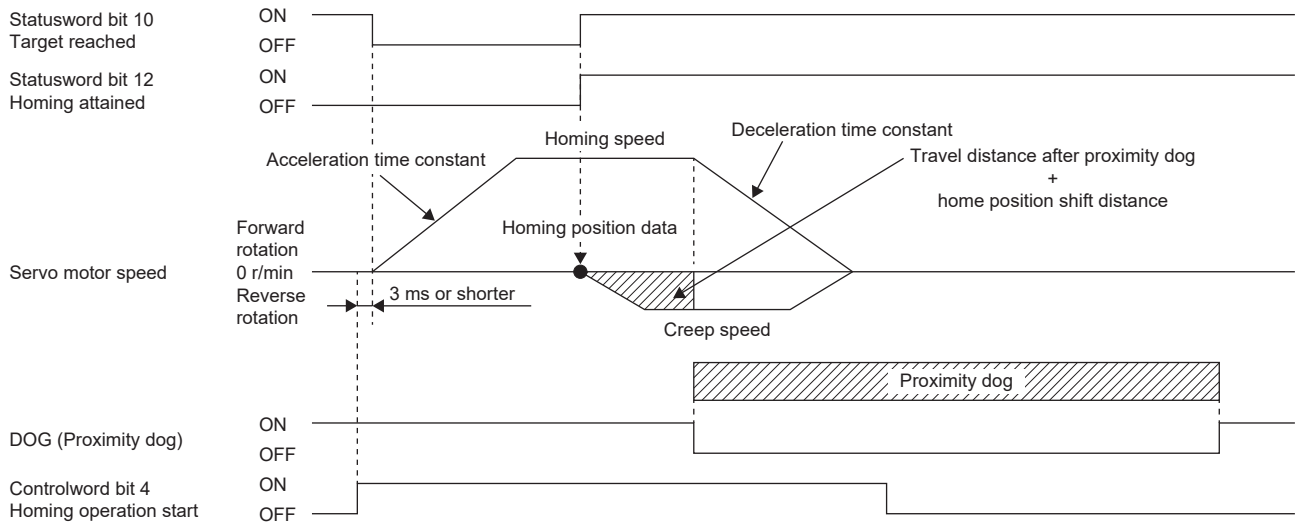 Statusword bit 10
Target reached
ON
OFF
Statusword bit 12
Homing attained
ON
OFF
Homing speed
Deceleration time constant
Acceleration time constant
Travel distance after proximity dog
+
home position shift distance
Forward
rotation
Homing position data
Servo motor speed
0 r/min
Reverse
rotation
3 ms or shorter
Creep speed
Proximity dog
DOG (Proximity dog)
ON
OFF
Controlword bit 4
Homing operation start
ON
OFF